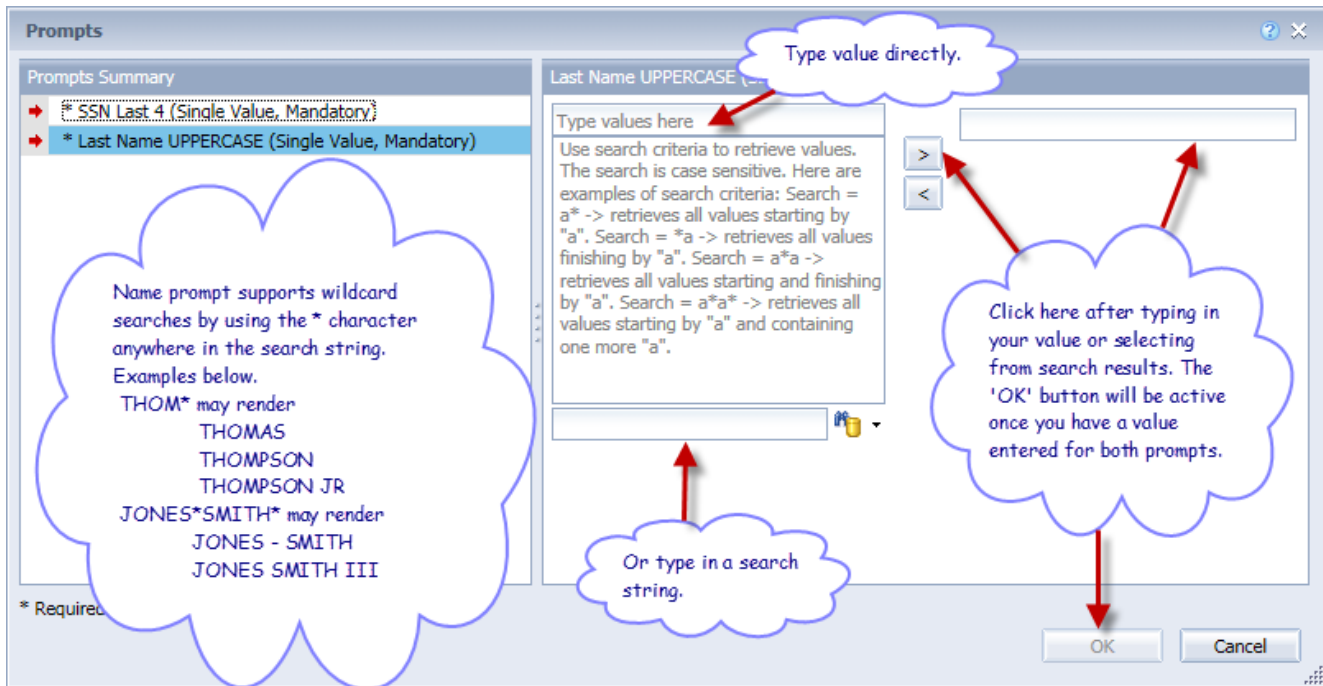 Prompts
Prompts Summary
* SSN Last 4 (Single Value, Mandatory)
* Last Name UPPERCASE (Single Value, Mandatory)
Name prompt supports wildcard
searches by using the * character
anywhere in the search string.
Examples below.
THOM* may render
THOMAS
THOMPSON
THOMPSON JR
JONES*SMITH* may render
JONES - SMITH
JONES SMITH III
* Required
Type value directly.
Last Name UPPERCASE
Type values here
Use search criteria to retrieve values.
The search is case sensitive. Here are
examples of search criteria: Search =
a* -> retrieves all values starting by
"a". Search = *a -> retrieves all values
finishing by "a". Search = a*a ->
retrieves all values starting and finishing
by "a". Search = a*a* -> retrieves all
values starting by "a" and containing
one more "a".
>
<
Or type in a search
string.
Click here after typing in
your value or selecting
from search results. The
'OK' button will be active
once you have a value
entered for both prompts.
OK
Cancel